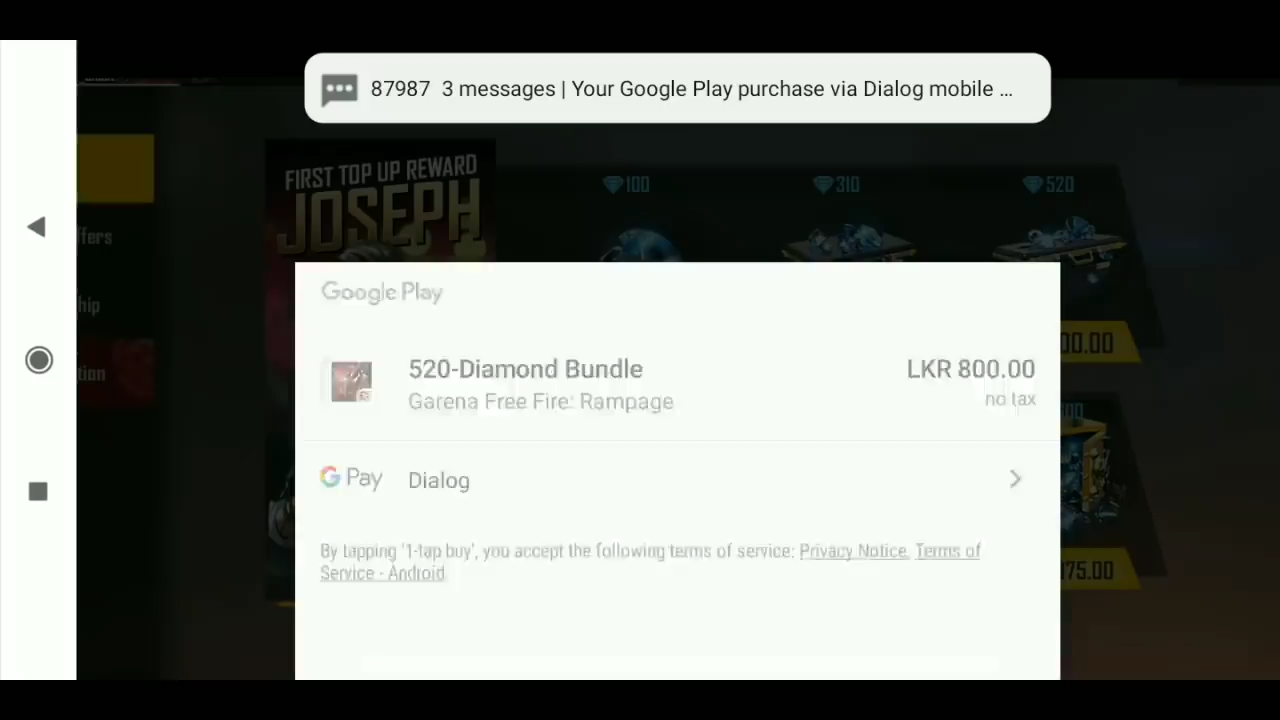 87987 3 messages | Your Google Play purchase via Dialog mobile ...
FIRST TOP UP REWARD
JOSEPH
100
310
520
ffers
hip
tion
Google Play
520-Diamond Bundle
LKR 800.00
Garena Free Fire: Rampage
no tax
00.00
G Pay Dialog
By tapping '1-tap buy', you accept the following terms of service: Privacy Notice, Terms of
Service - Android
75.00